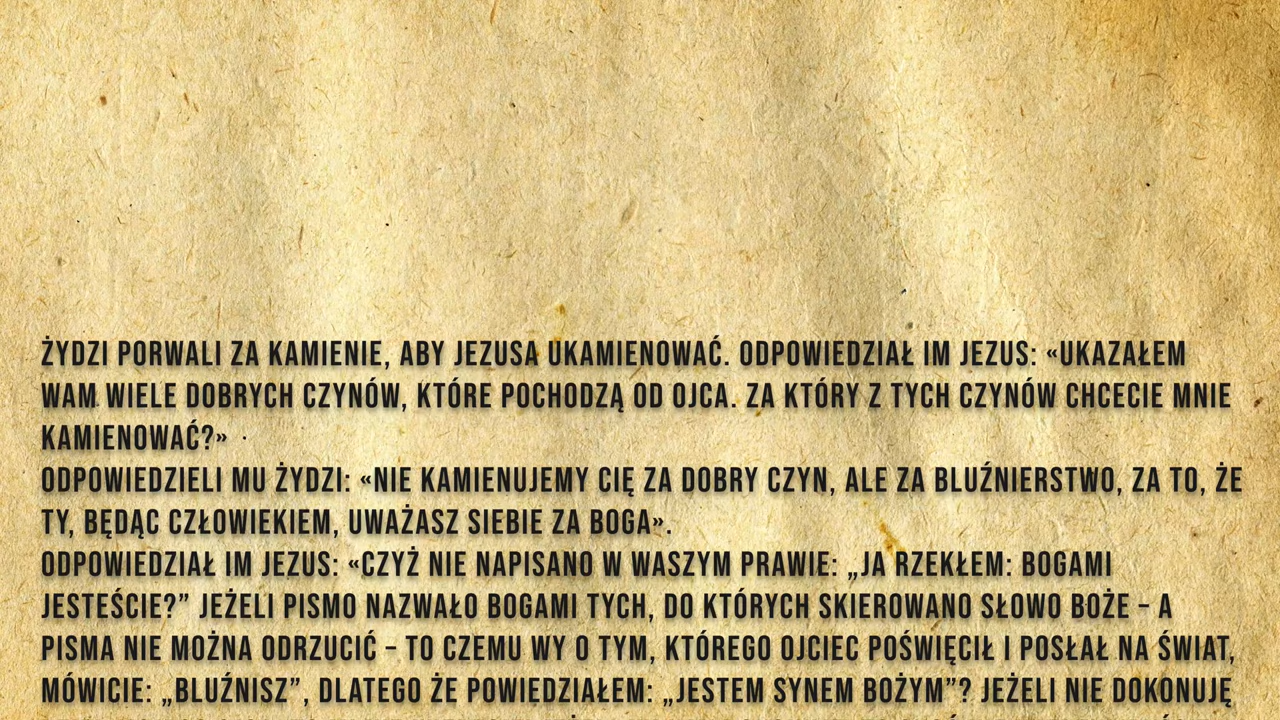 ŻYDZI PORWALI ZA KAMIENIE, ABY JEZUSA UKAMIENOWAĆ. ODPOWIEDZIAŁ IM JEZUS: «UKAZAŁEM
WAM WIELE DOBRYCH CZYNÓW, KTÓRE POCHODZĄ OD OJCA. ZA KTÓRY Z TYCH CZYNÓW CHCECIE MNIE
KAMIENOWAĆ?»
ODPOWIEDZIELI MU ŻYDZI: «NIE KAMIENUJEMY CIĘ ZA DOBRY CZYN, ALE ZA BLUŹNIERSTWO, ZA TO, ŻE
TY, BĘDĄC CZŁOWIEKIEM, UWAŻASZ SIEBIE ZA BOGA».
ODPOWIEDZIAŁ IM JEZUS: «CZYŻ NIE NAPISANO W WASZYM PRAWIE: „JA RZEKŁEM: BOGAMI
JESTEŚCIE?” JEŻELI PISMO NAZWAŁO BOGAMI TYCH, DO KTÓRYCH SKIEROWANO SŁOWO BOŻE – A
PISMA NIE MOŻNA ODRZUCIĆ – TO CZEMU WY O TYM, KTÓREGO OJCIEC POŚWIĘCIŁ I POSŁAŁ NA ŚWIAT,
MÓWICIE: „BLUŹNISZ”, DLATEGO ŻE POWIEDZIAŁEM: „JESTEM SYNEM BOŻYM”? JEŻELI NIE DOKONUJĘ